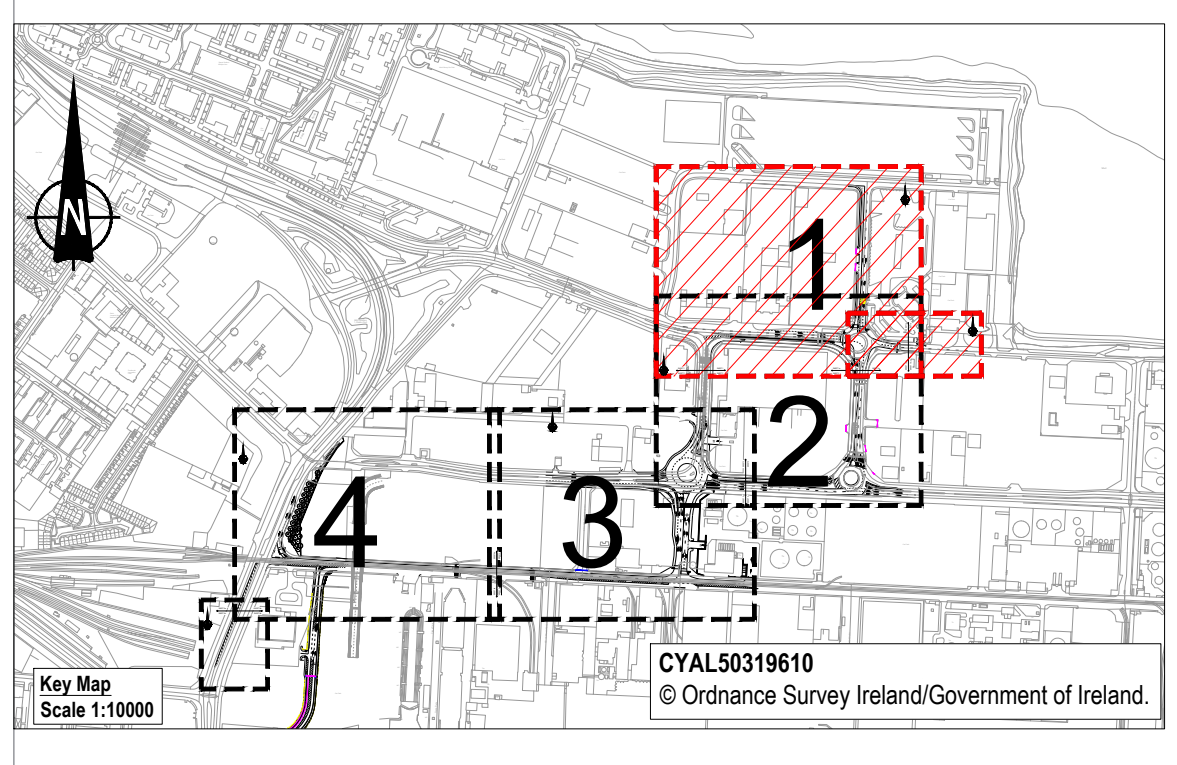 N
1
2
3
4
Key Map
Scale 1:10000
CYAL50319610
© Ordnance Survey Ireland/Government of Ireland.